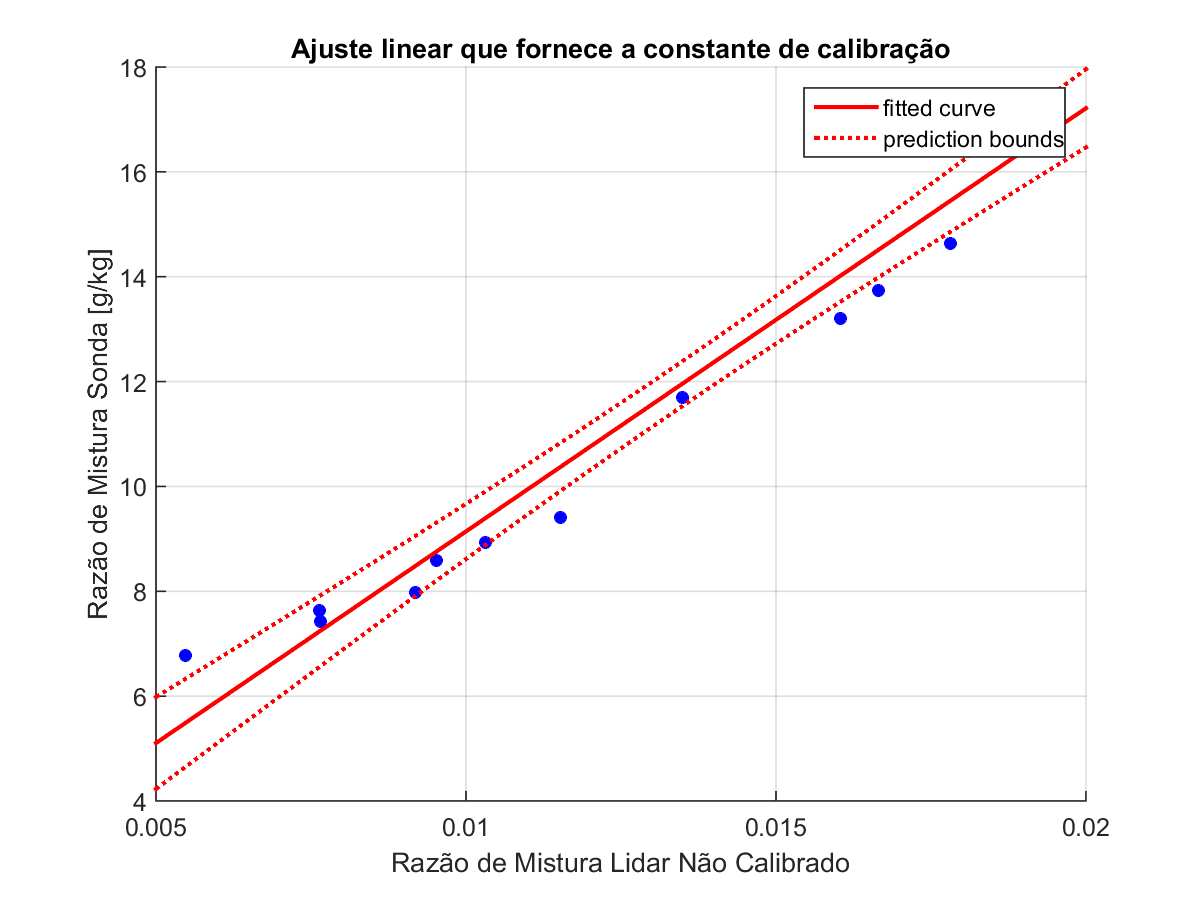 Ajuste linear que fornece a constante de calibração
18
16
14
12
10
8
6
4
fitted curve
prediction bounds
Razão de Mistura Sonda [g/kg]
0.005
0.01
0.015
0.02
Razão de Mistura Lidar Não Calibrado